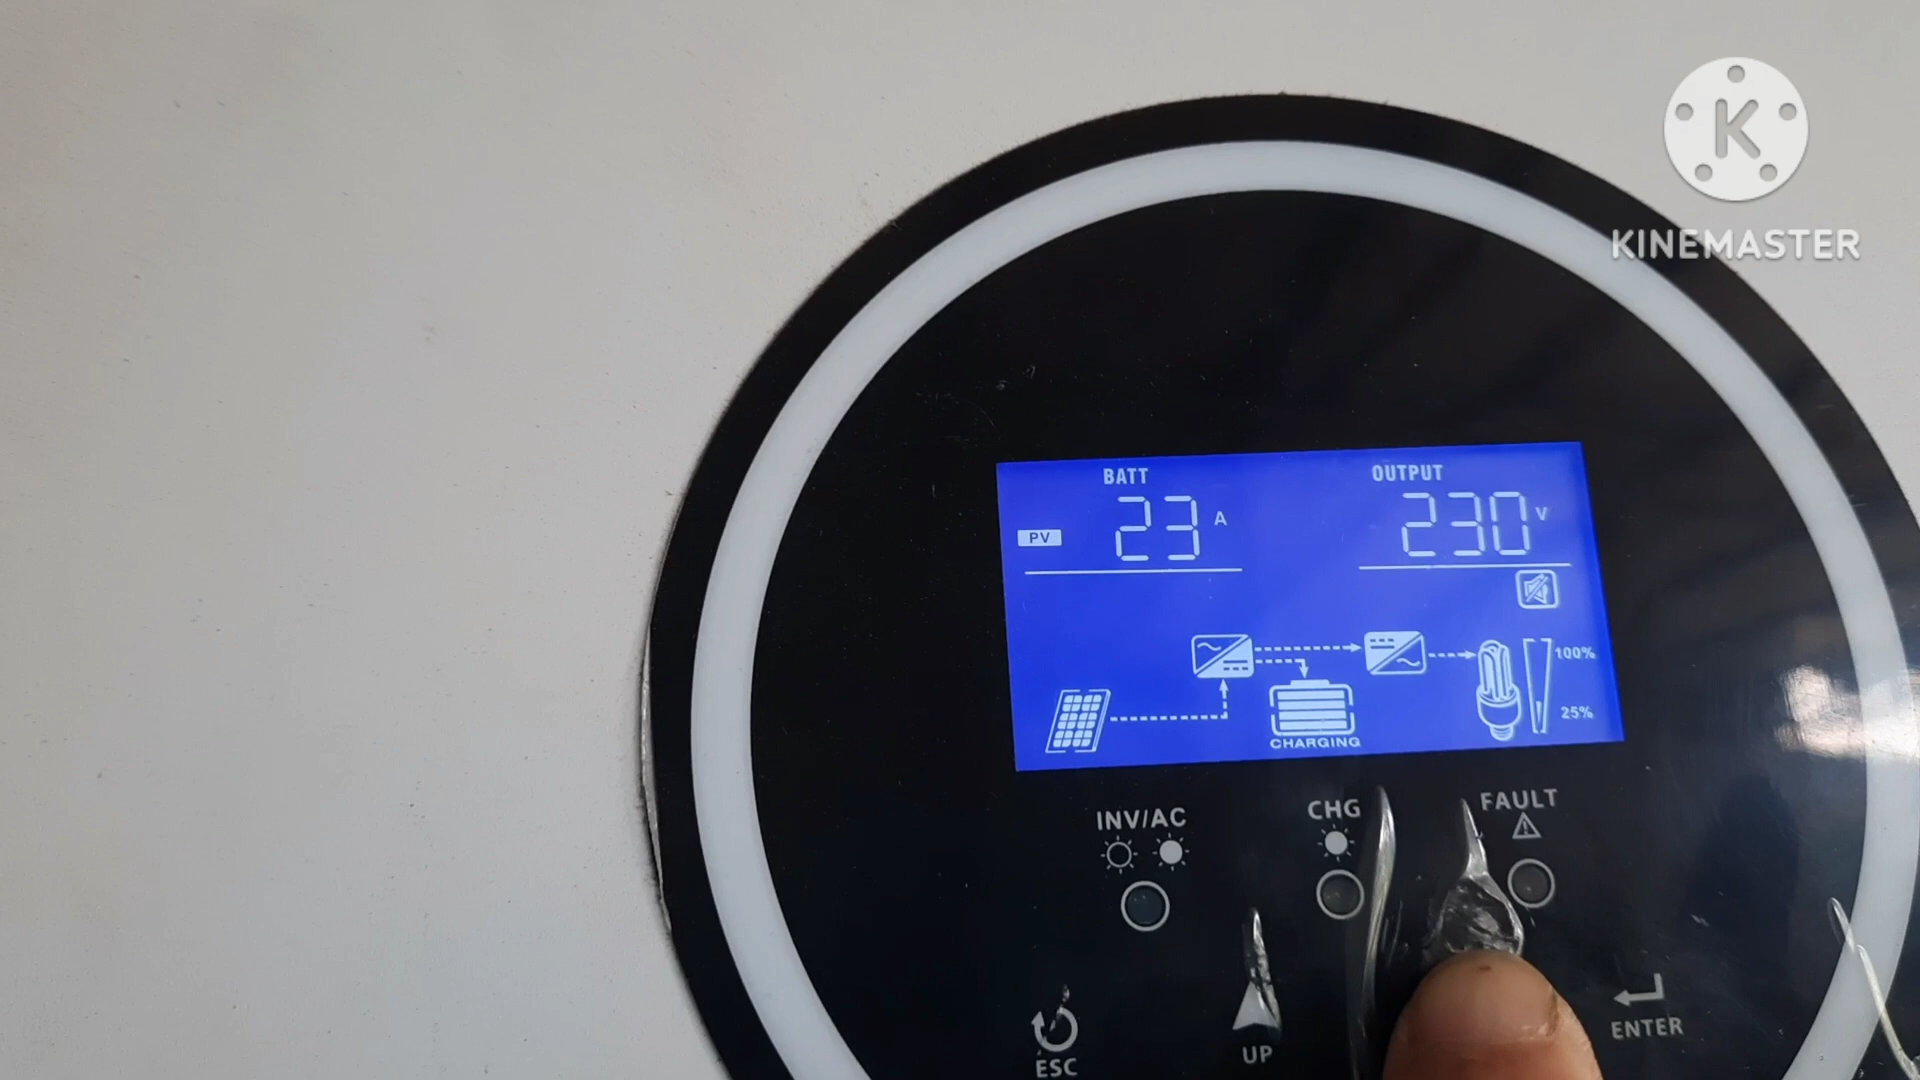 K
KINEMASTER
BATT OUTPUT
PV 23 A 230 V
100%
25%
CHARGING
INV/AC CHG FAULT
ESC UP ENTER